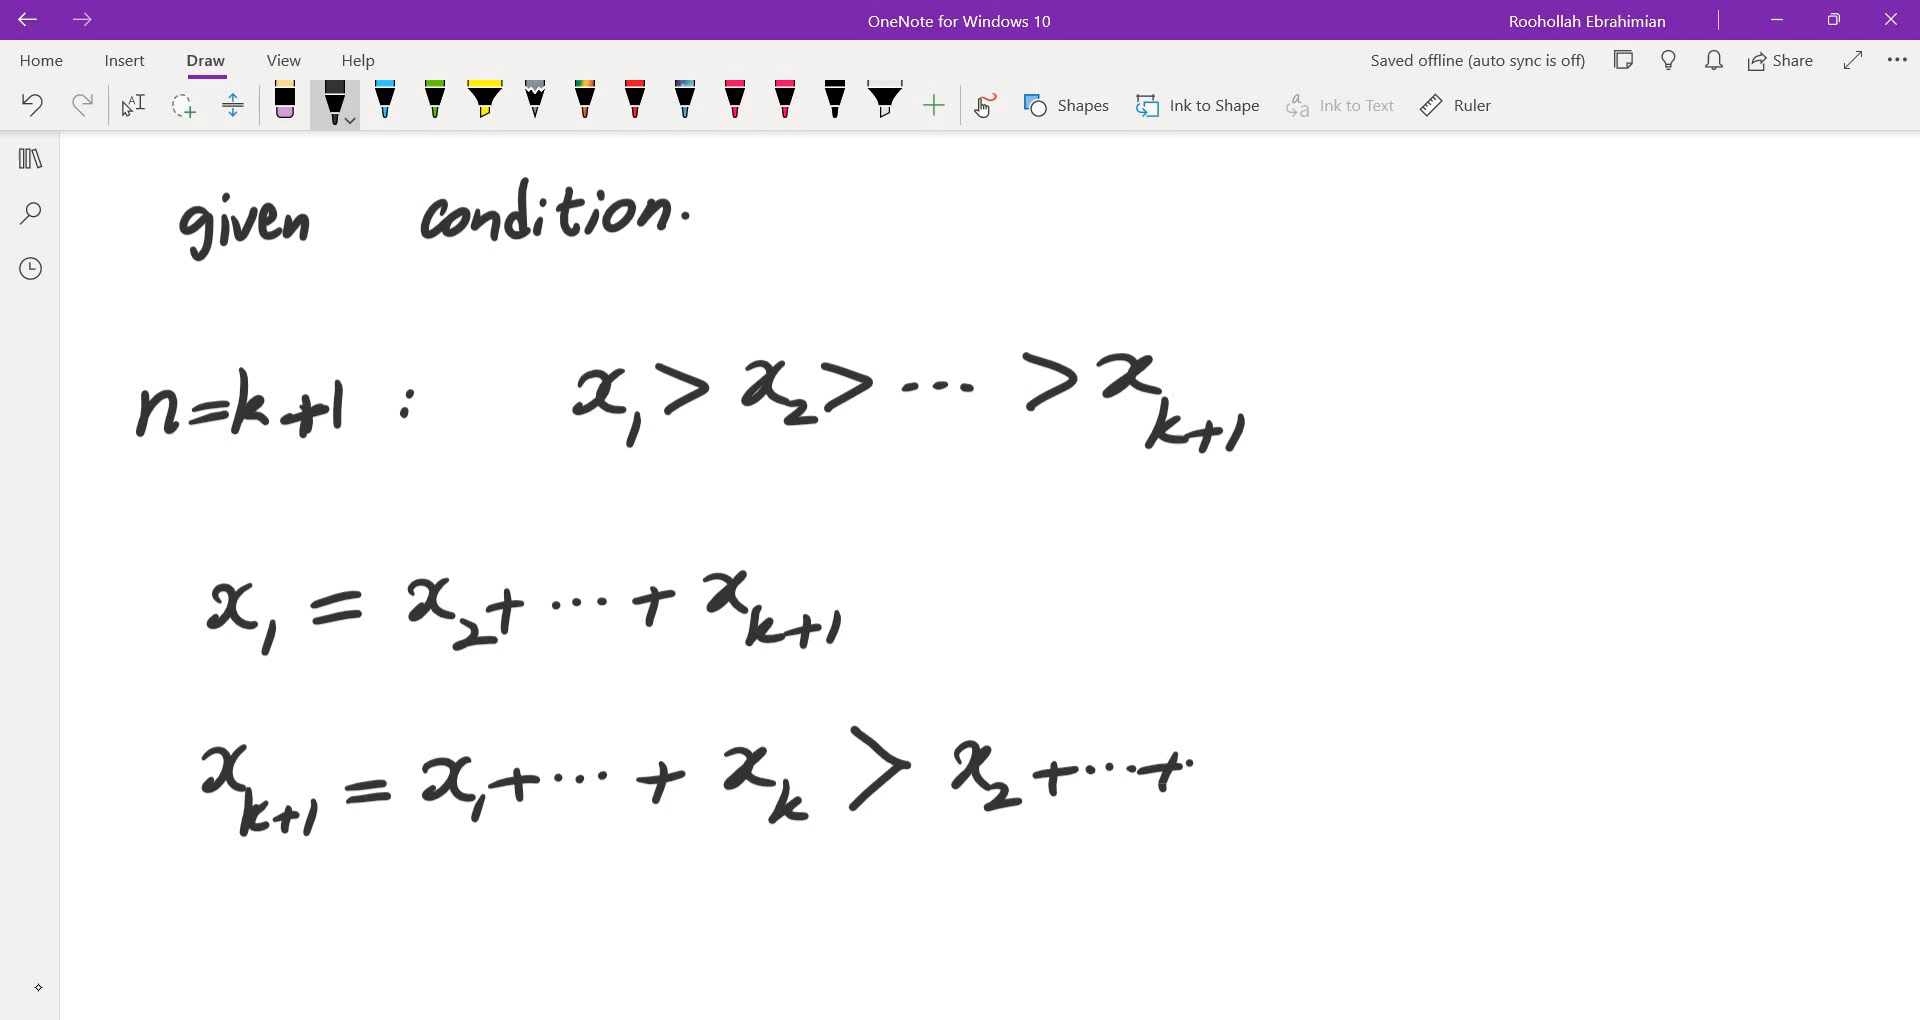 OneNote for Windows 10 Roohollah Ebrahimian
Home Insert Draw View Help Saved offline (auto sync is off) Share
Shapes Ink to Shape Ink to Text Ruler
given condition.
n=k+1 : x₁ > x₂ > ... > xₖ₊₁
x₁ = x₂ + ... + xₖ₊₁
xₖ₊₁ = x₁ + ... + xₖ > x₂ + ... +